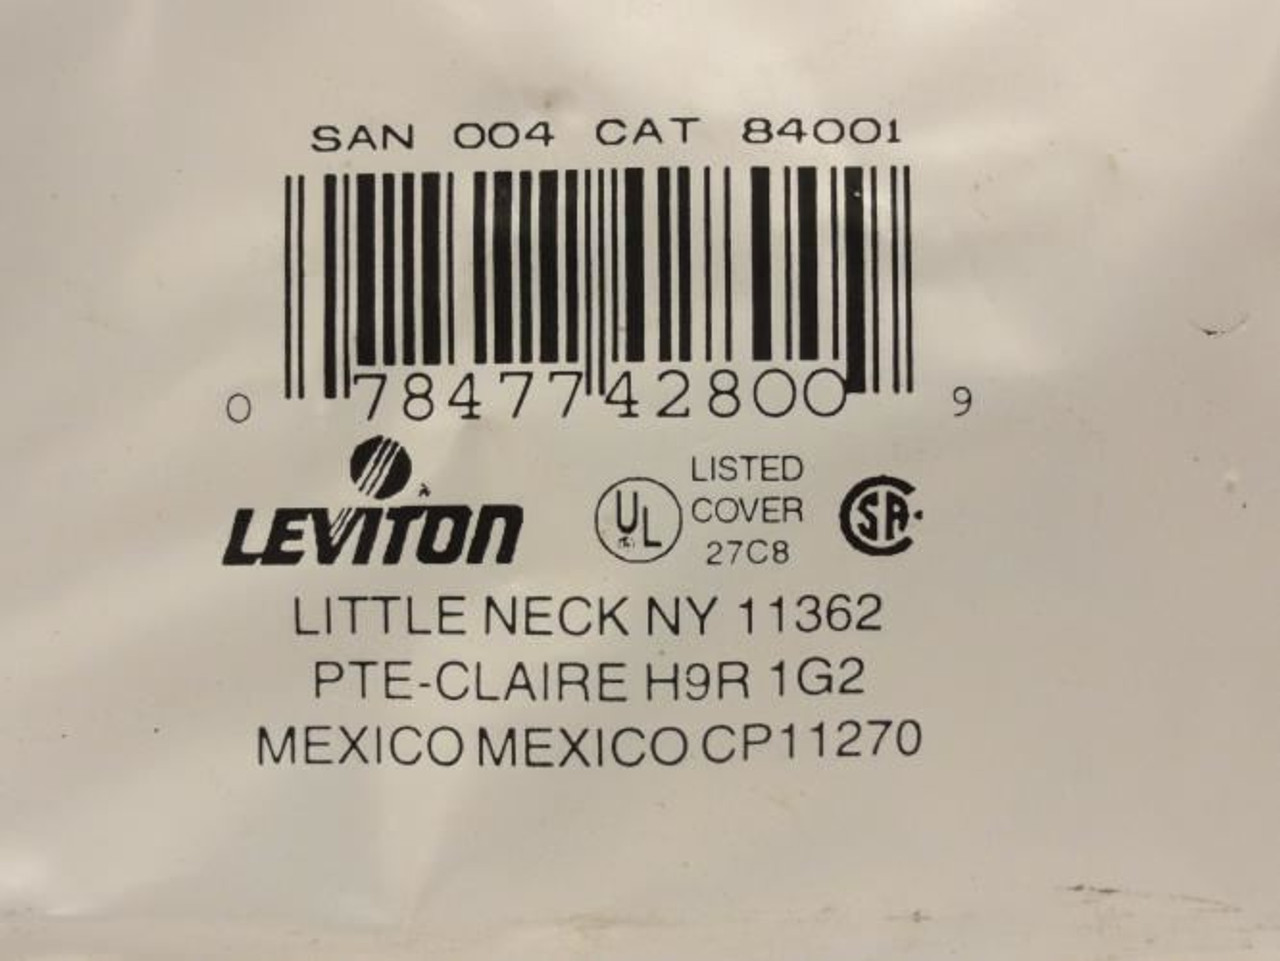 SAN 004 CAT 84001
0 78477 42800 9
LEVITON
UL
LISTED
COVER
27C8
SA
LITTLE NECK NY 11362
PTE-CLAIRE H9R 1G2
MEXICO MEXICO CP11270